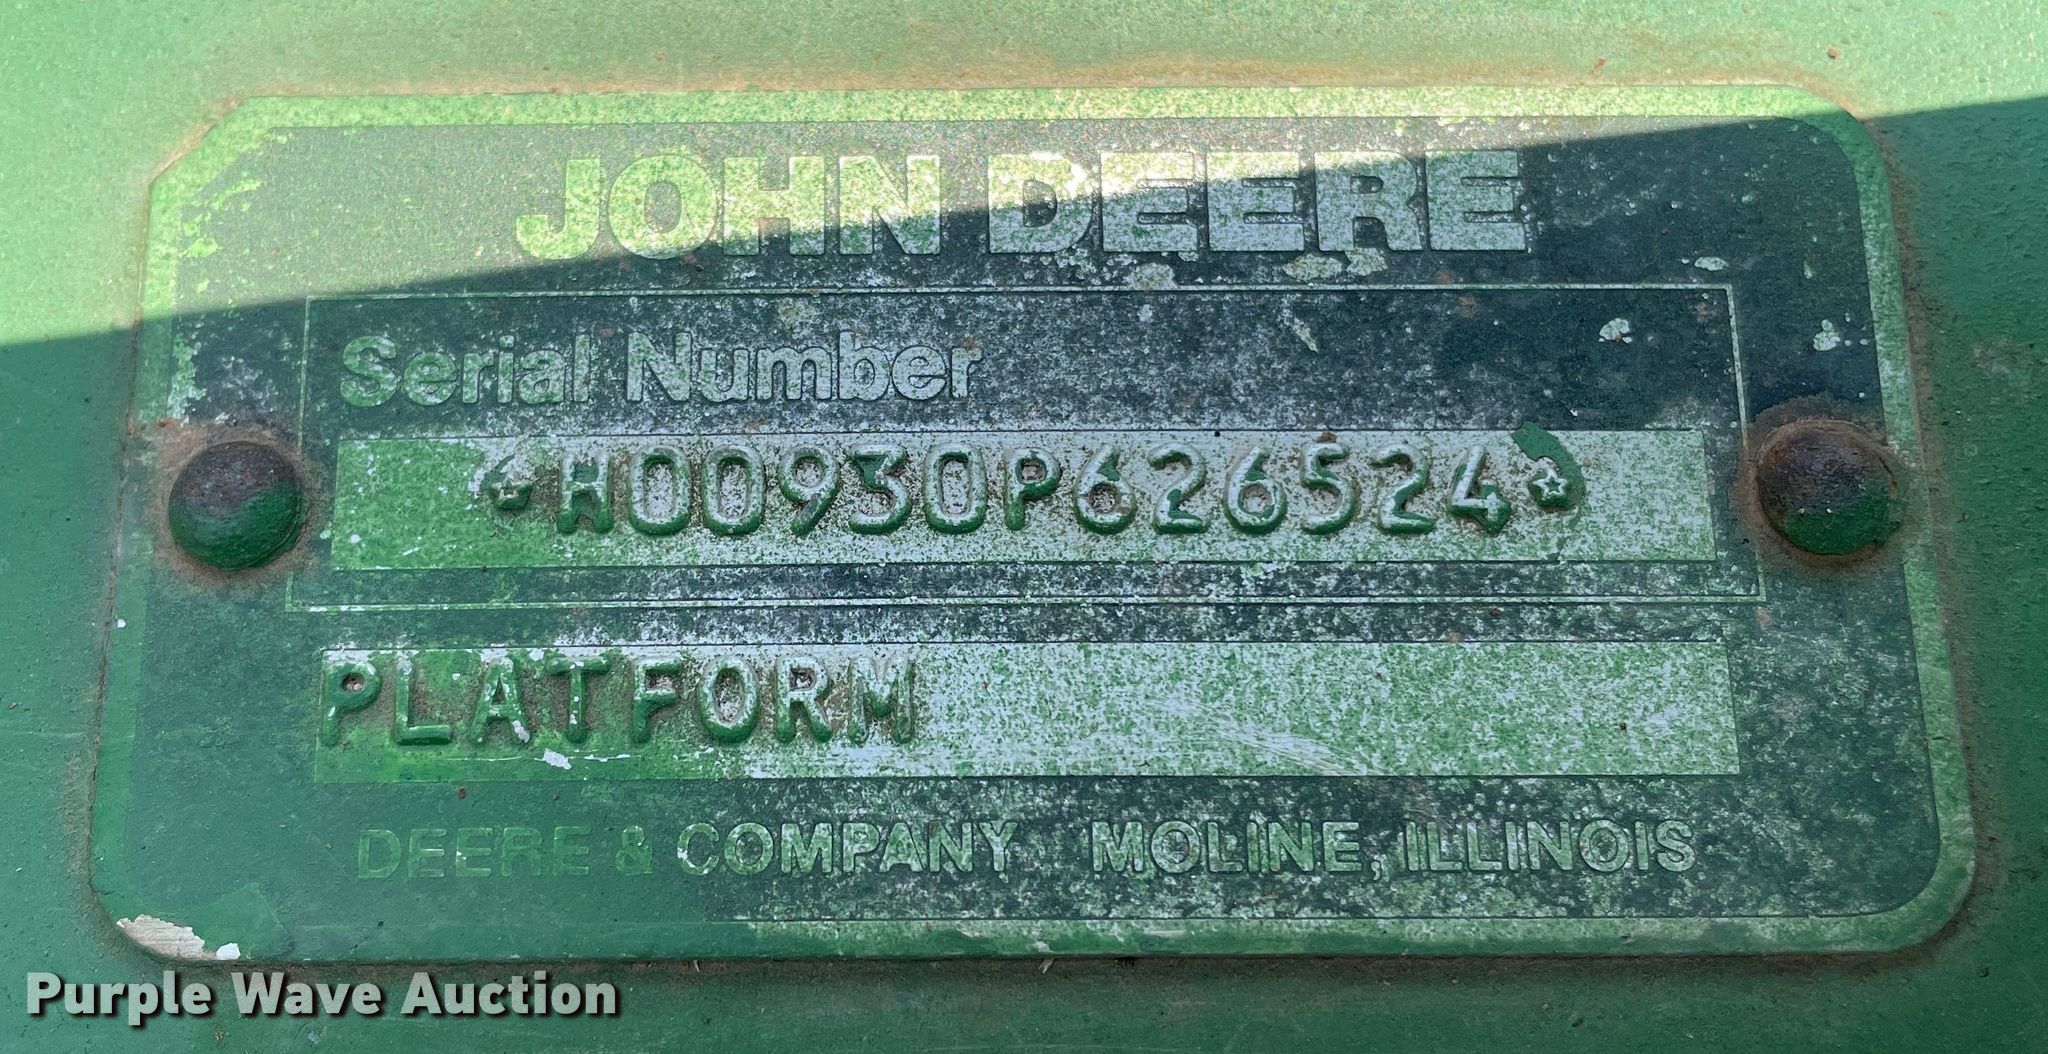 JOHN DEERE
Serial Number
H00930P626524
PLATFORM
DEERE & COMPANY MOLINE, ILLINOIS
Purple Wave Auction